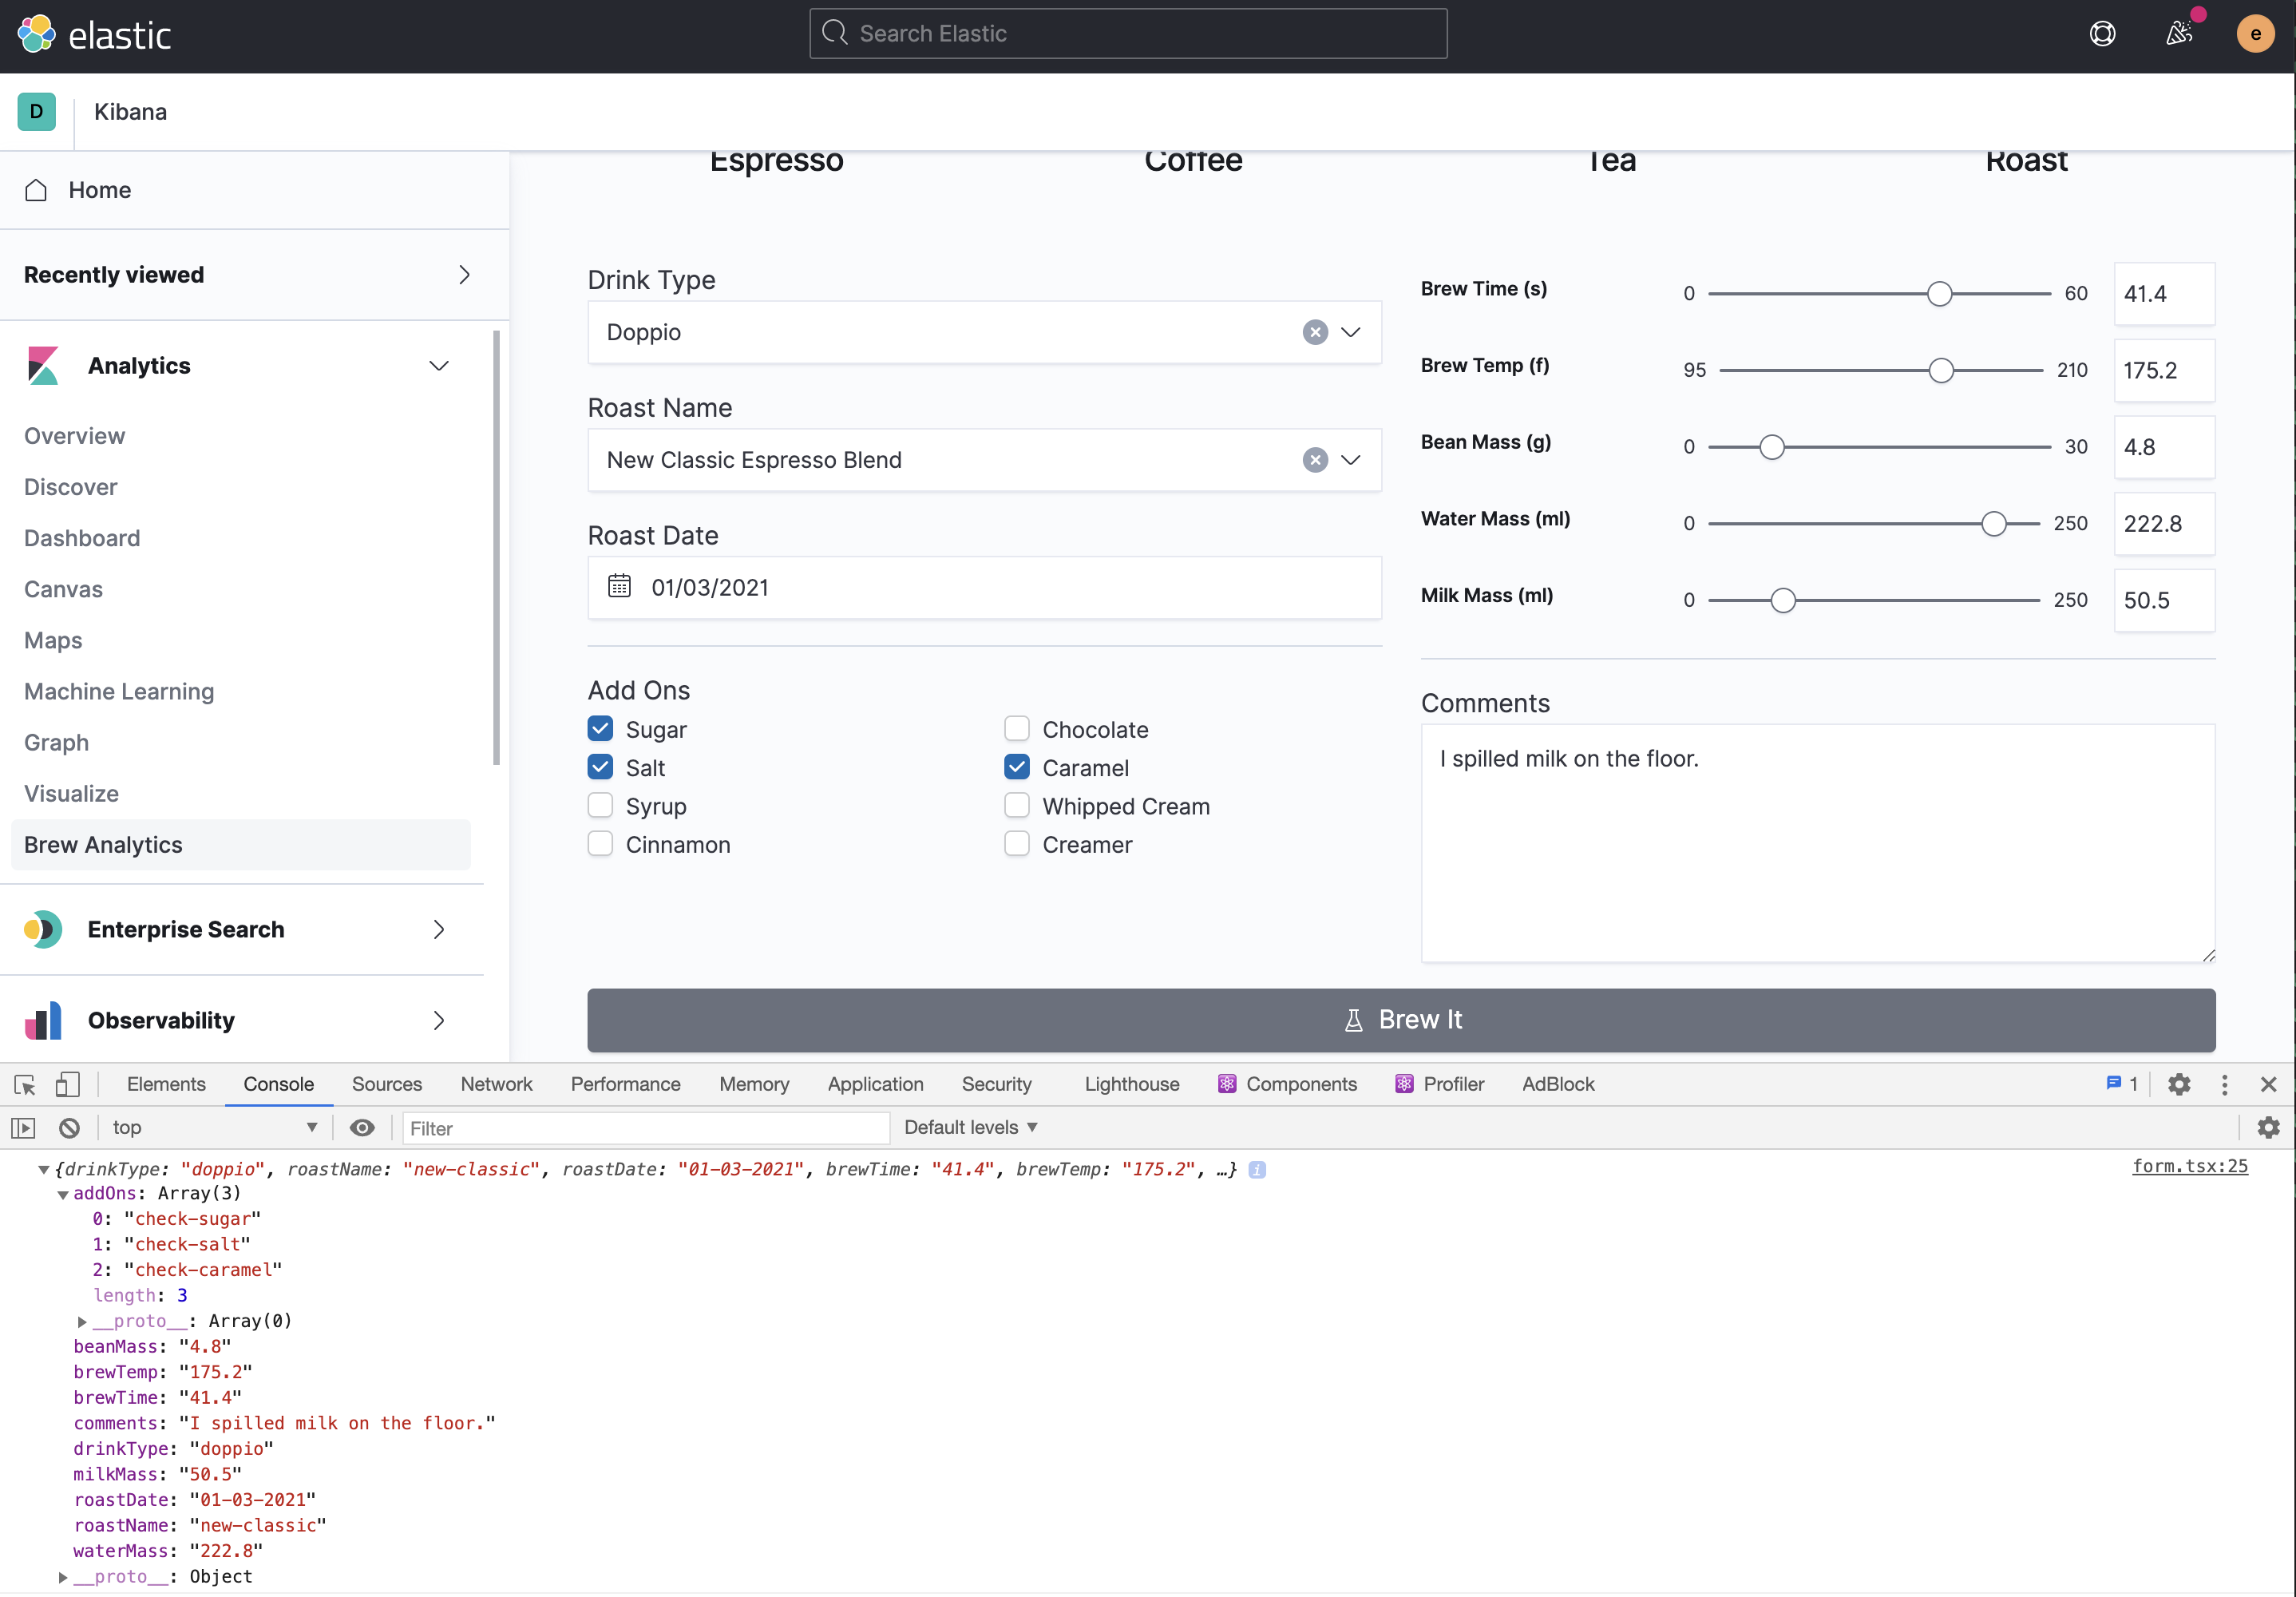 elastic
Search Elastic
e
D
Kibana
Home
Recently viewed
Analytics
Overview
Discover
Dashboard
Canvas
Maps
Machine Learning
Graph
Visualize
Brew Analytics
Enterprise Search
Observability
Espresso Coffee Tea Roast
Drink Type
Doppio
Roast Name
New Classic Espresso Blend
Roast Date
01/03/2021
Add Ons
Sugar
Salt
Syrup
Cinnamon
Chocolate
Caramel
Whipped Cream
Creamer
Brew Time (s) 0 60 41.4
Brew Temp (f) 95 210 175.2
Bean Mass (g) 0 30 4.8
Water Mass (ml) 0 250 222.8
Milk Mass (ml) 0 250 50.5
Comments
I spilled milk on the floor.
Brew It
Elements Console Sources Network Performance Memory Application Security Lighthouse Components Profiler AdBlock 1
top Filter Default levels
{drinkType: "doppio", roastName: "new-classic", roastDate: "01-03-2021", brewTime: "41.4", brewTemp: "175.2", …} i form.tsx:25
addOns: Array(3)
0: "check-sugar"
1: "check-salt"
2: "check-caramel"
length: 3
__proto__: Array(0)
beanMass: "4.8"
brewTemp: "175.2"
brewTime: "41.4"
comments: "I spilled milk on the floor."
drinkType: "doppio"
milkMass: "50.5"
roastDate: "01-03-2021"
roastName: "new-classic"
waterMass: "222.8"
__proto__: Object